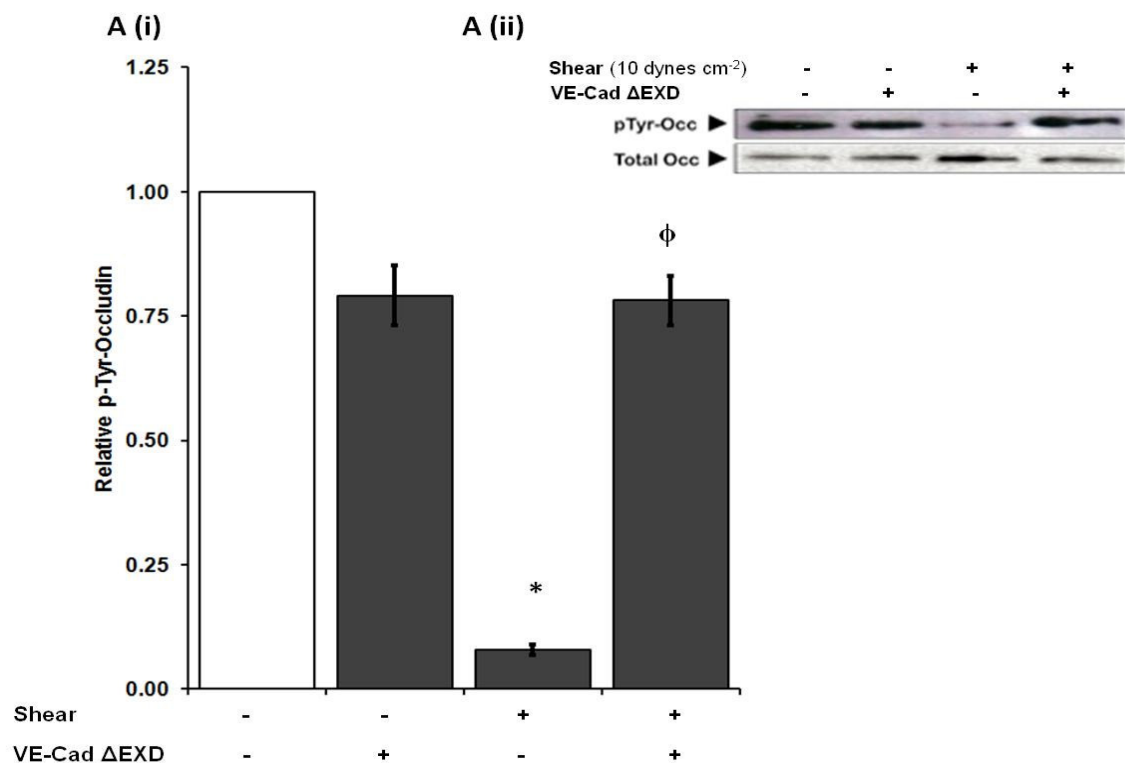 A (i)
A (ii)
Shear (10 dynes cm-2) - - + +
VE-Cad ΔEXD - + - +
pTyr-Occ
Total Occ
Relative p-Tyr-Occludin
1.25
1.00
0.75
0.50
0.25
0.00
*
ϕ
Shear - - + +
VE-Cad ΔEXD - + - +